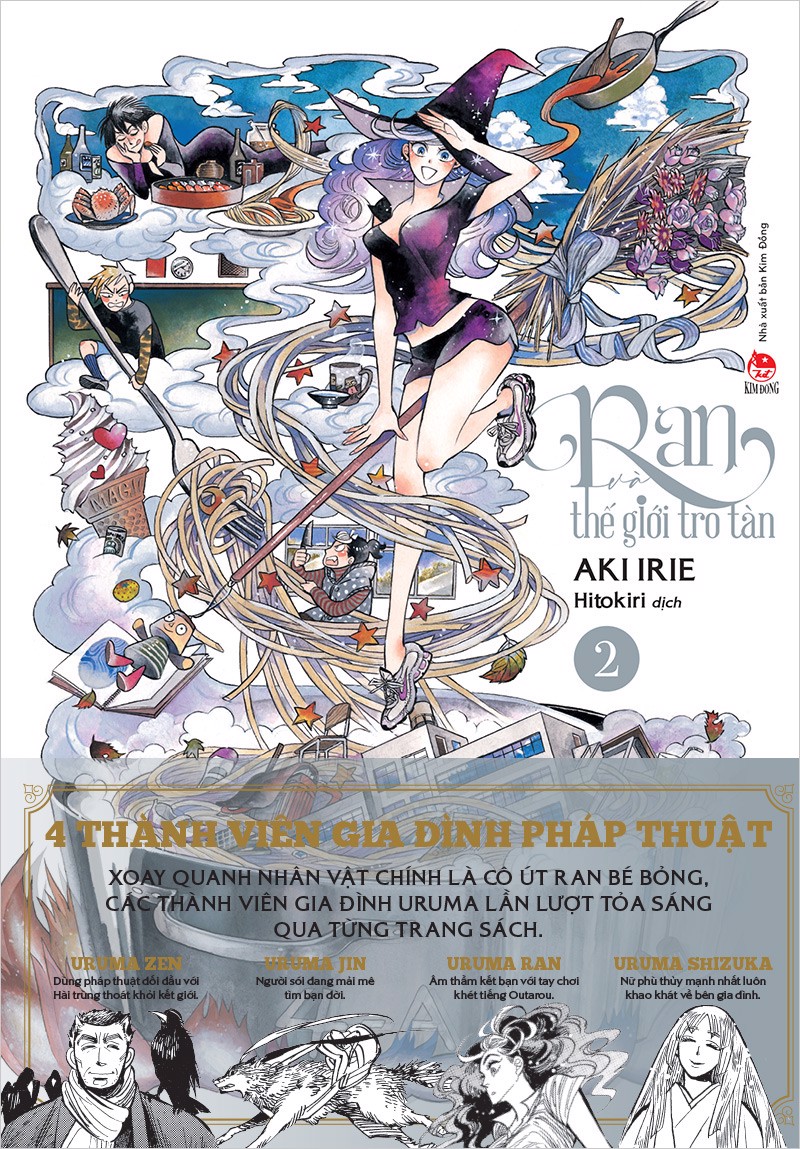 Nhà xuất bản Kim Đồng
KIM ĐỒNG
Ran
và
thế giới tro tàn
AKI IRIE
Hitokiri dịch
2
MAGIC
4 THÀNH VIÊN GIA ĐÌNH PHÁP THUẬT
XOAY QUANH NHÂN VẬT CHÍNH LÀ CÔ ÚT RAN BÉ BỎNG,
CÁC THÀNH VIÊN GIA ĐÌNH URUMA LẦN LƯỢT TỎA SÁNG
QUA TỪNG TRANG SÁCH.
URUMA ZEN
Dùng pháp thuật đối đầu với
Hải trùng thoát khỏi kết giới.
URUMA JIN
Người sói đang mải mê
tìm bạn đời.
URUMA RAN
Âm thầm kết bạn với tay chơi
khét tiếng Outarou.
URUMA SHIZUKA
Nữ phù thủy mạnh nhất luôn
khao khát về bên gia đình.